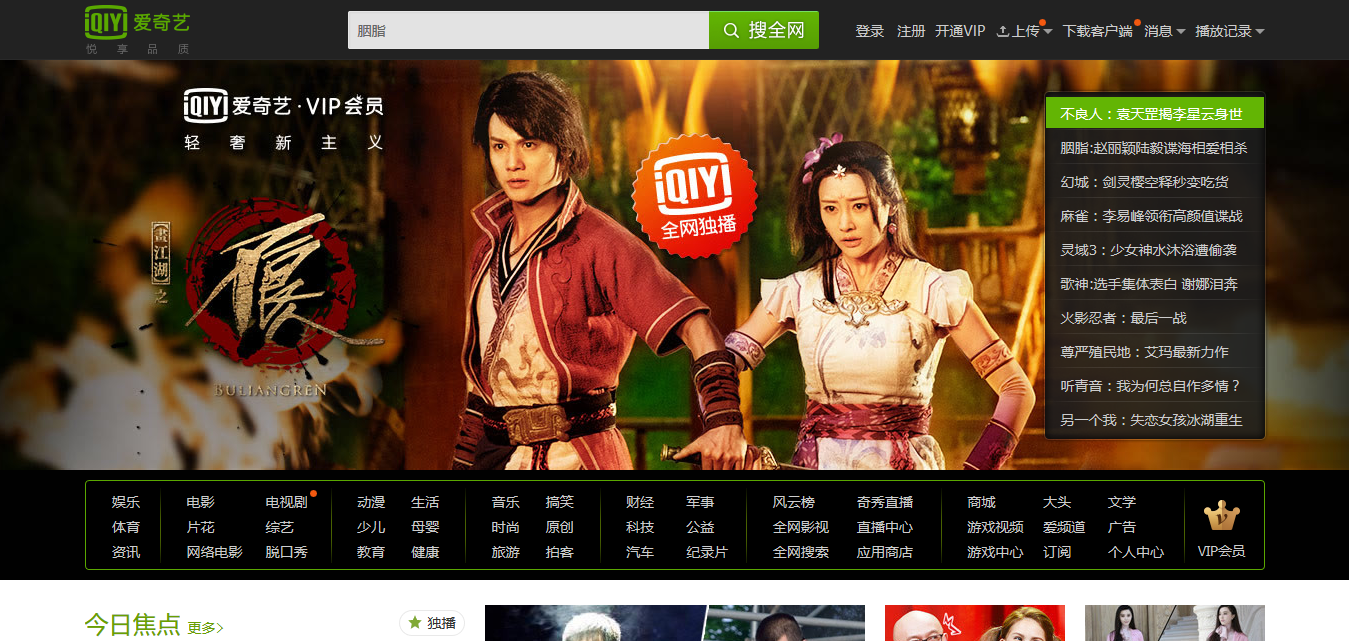 iQIYI 爱奇艺
悦享品质
胭脂
搜全网
登录 注册 开通VIP 上传 下载客户端 消息 播放记录
iQIYI 爱奇艺·VIP会员
轻奢新主义
iQIYI
全网独播
画江湖
之
不良人
BULIANGREN
不良人：袁天罡揭李星云身世
胭脂:赵丽颖陆毅谍海相爱相杀
幻城：剑灵樱空释秒变吃货
麻雀：李易峰领衔高颜值谍战
灵域3：少女神水沐浴遭偷袭
歌神:选手集体表白 谢娜泪奔
火影忍者：最后一战
尊严殖民地：艾玛最新力作
听青音：我为何总自作多情？
另一个我：失恋女孩冰湖重生
娱乐 电影 电视剧 动漫 生活 音乐 搞笑 财经 军事 风云榜 奇秀直播 商城 大头 文学
体育 片花 综艺 少儿 母婴 时尚 原创 科技 公益 全网影视 直播中心 游戏视频 爱频道 广告
资讯 网络电影 脱口秀 教育 健康 旅游 拍客 汽车 纪录片 全网搜索 应用商店 游戏中心 订阅 个人中心
VIP会员
今日焦点 更多>
独播